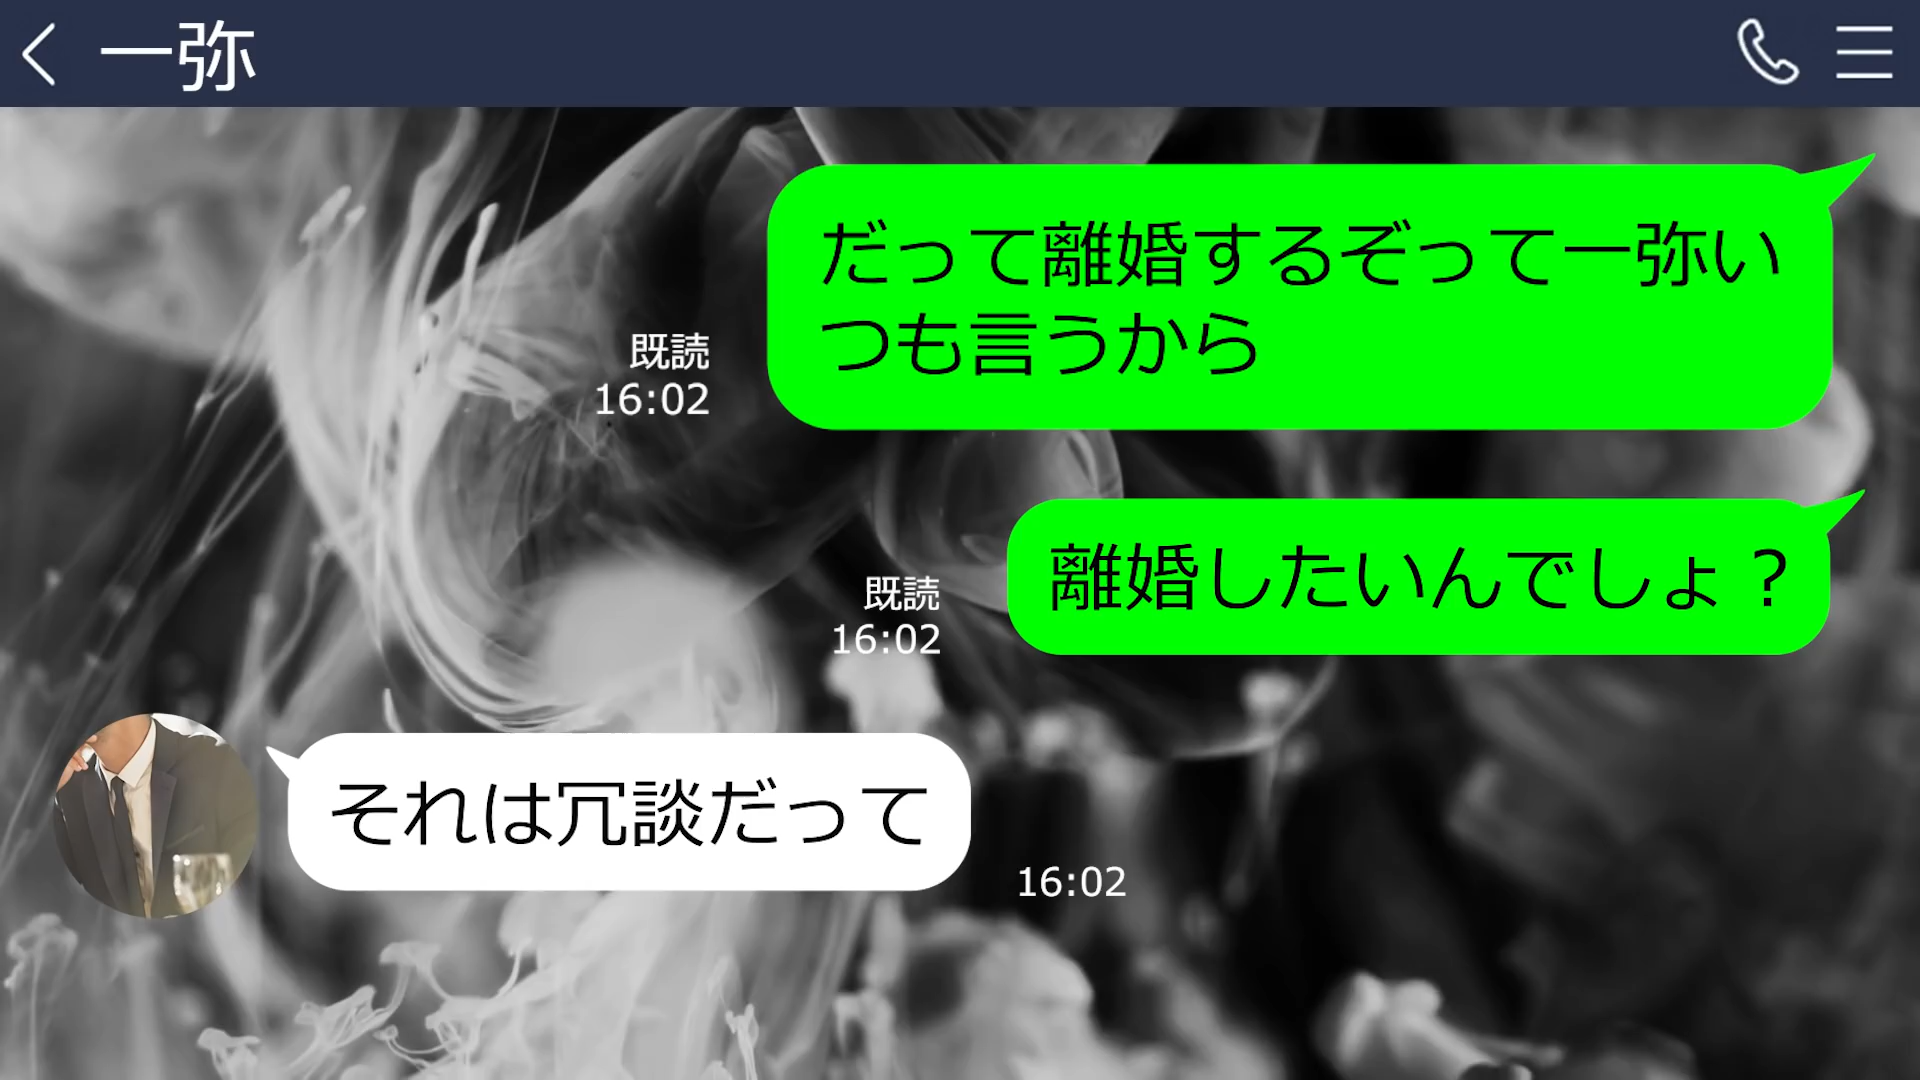 一弥
だって離婚するぞって一弥い
つも言うから
既読
16:02
離婚したいんでしょ？
既読
16:02
それは冗談だって
16:02